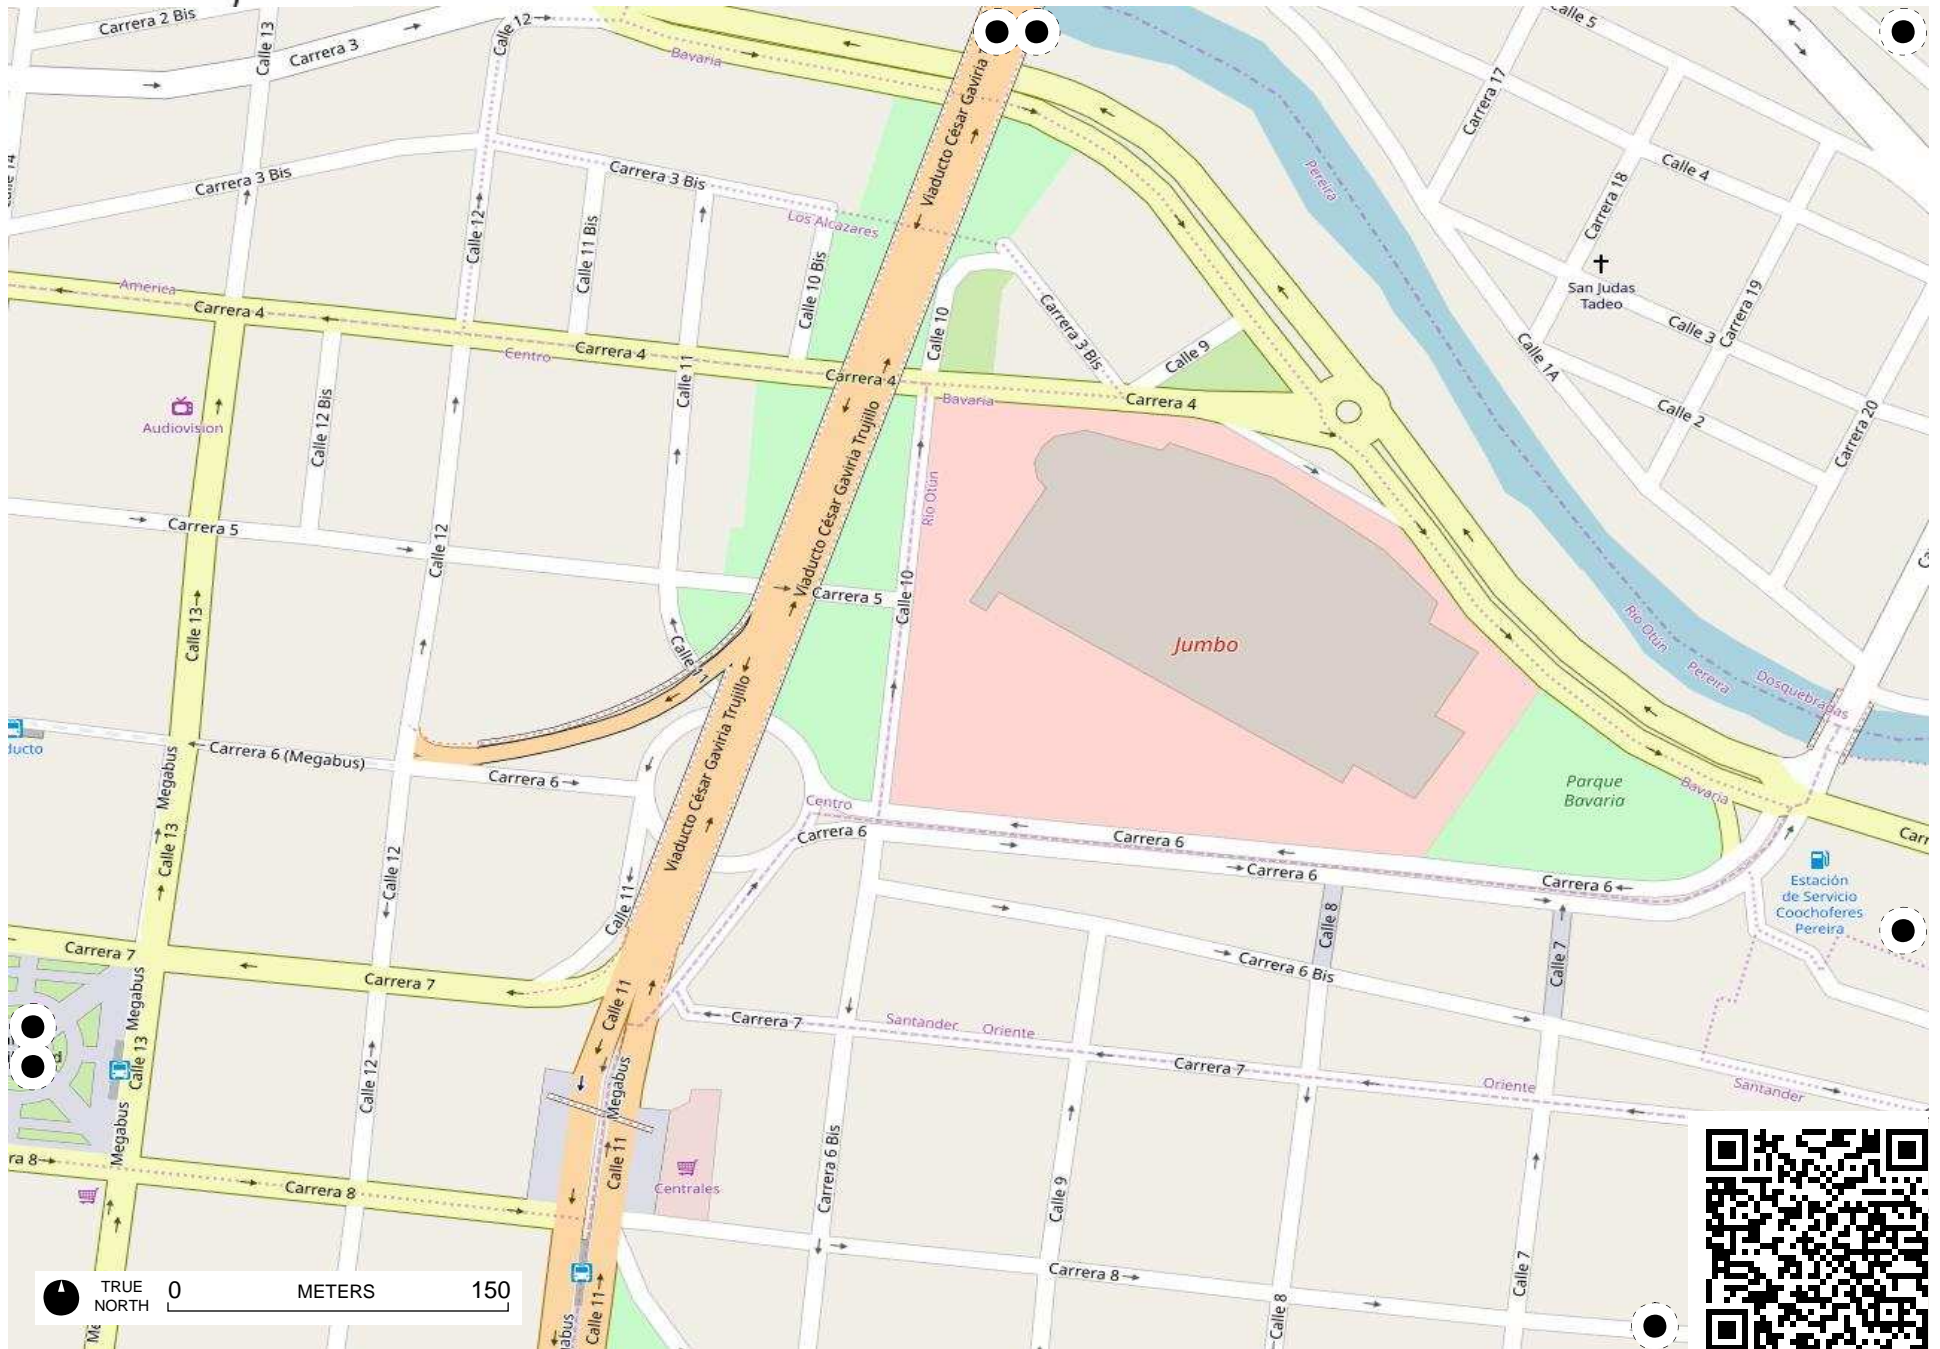 Carrera 2 Bis
Calle 13
Carrera 3
Calle 12
Bavaria
Viaducto César Gaviria
Calle 5
Carrera 17
Pereira
Calle 4
Carrera 18
Carrera 3 Bis
Carrera 3 Bis
Calle 12
Calle 11 Bis
Los Alcazares
Calle 10 Bis
San Judas
Tadeo
Carrera 19
Calle 3
America
Carrera 4
Centro
Carrera 4
Calle 10
Carrera 3 Bis
Calle 9
Calle 1A
Calle 11
Carrera 4
Bavaria
Carrera 4
Calle 2
Carrera 20
Audiovision
Calle 12 Bis
Viaducto César Gaviria Trujillo
Río Otún
Carrera 5
Calle 12
Carrera 5
Calle 10
Calle 13
Calle 11
Jumbo
Río Otún
Pereira
Dosquebradas
Viaducto César Gaviria Trujillo
ducto
Megabus
Carrera 6 (Megabus)
Carrera 6
Centro
Carrera 6
Carrera 6
Carrera 6
Carrera 6
Parque
Bavaria
Bavaria
Carr
Calle 13
Calle 12
Calle 11
Calle 8
Calle 7
Estación
de Servicio
Coochoferes
Pereira
Carrera 7
Carrera 7
Carrera 6 Bis
Megabus
Calle 11
Carrera 7
Santander
Oriente
Carrera 7
Oriente
Santander
Calle 13
Calle 12
Megabus
Megabus
Calle 11
Carrera 6 Bis
Calle 9
ra 8
Carrera 8
Centrales
Carrera 8
Calle 7
Calle 8
Calle 11
abus
TRUE
NORTH
0
METERS
150